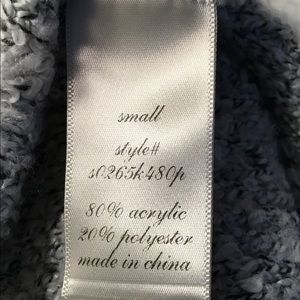 small
style#
s0265k480p
80% acrylic
20% polyester
made in china